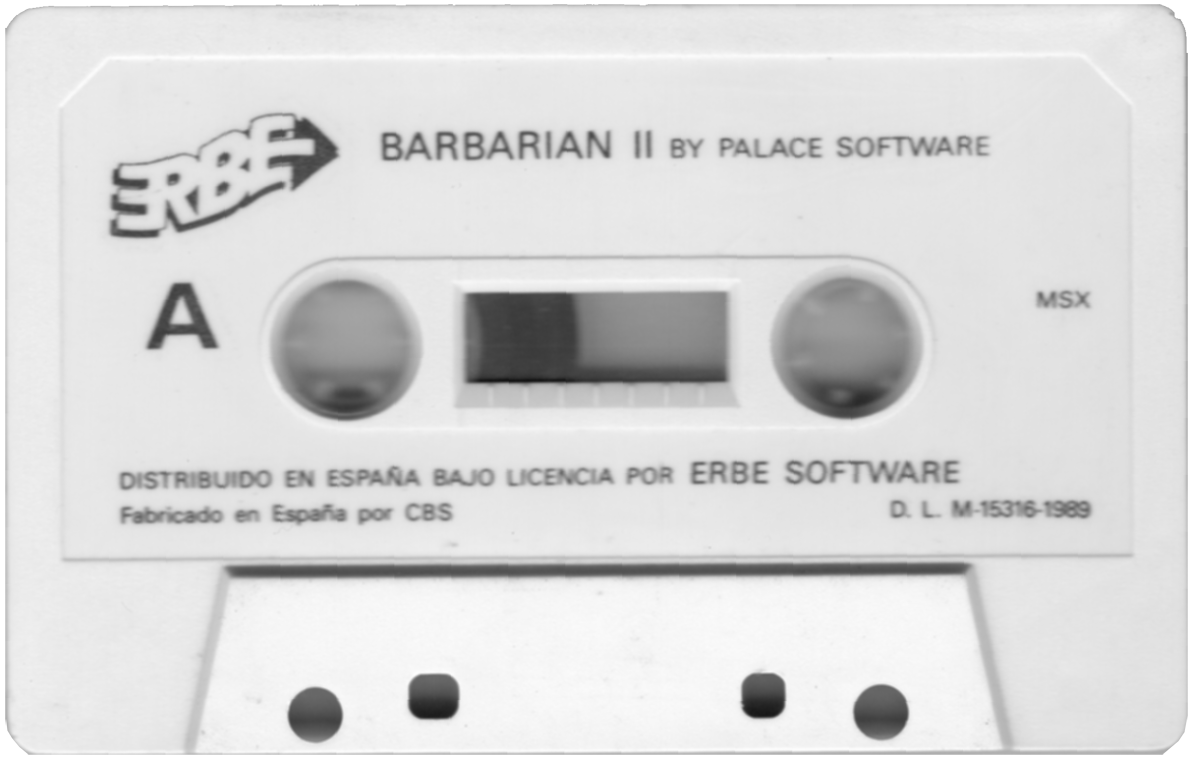 ERBE
BARBARIAN II BY PALACE SOFTWARE
A
MSX
DISTRIBUIDO EN ESPAÑA BAJO LICENCIA POR ERBE SOFTWARE
Fabricado en España por CBS
D. L. M-15316-1989